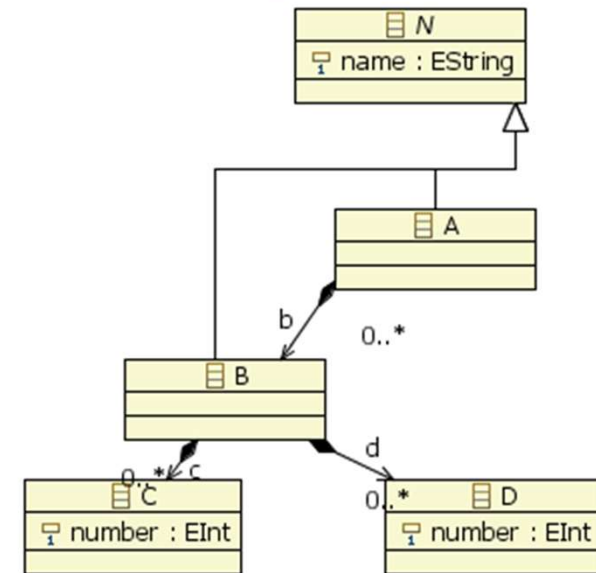 N
name : EString
A
b
0..*
B
d
0..* c
C
0..*
D
number : EInt
number : EInt